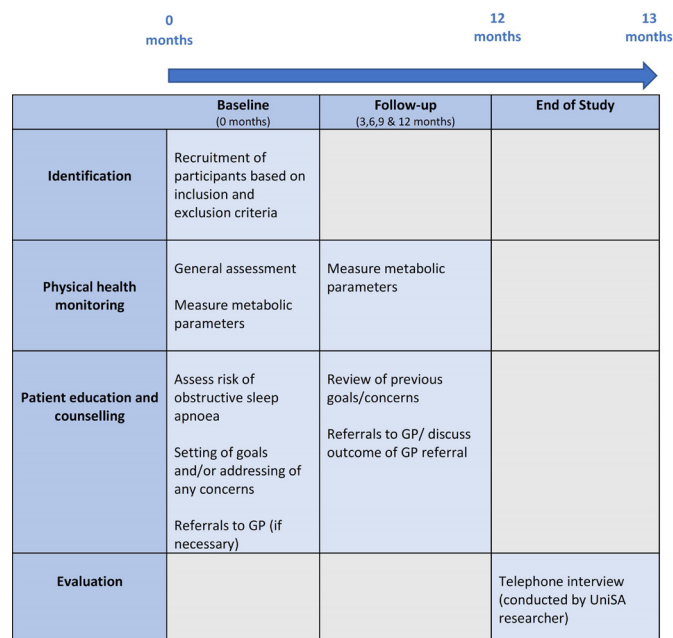 0
months
12
months
13
months
Baseline
(0 months)
Follow-up
(3,6,9 & 12 months)
End of Study
Identification
Recruitment of
participants based on
inclusion and
exclusion criteria
Physical health
monitoring
General assessment
Measure metabolic
parameters
Measure metabolic
parameters
Patient education and
counselling
Assess risk of
obstructive sleep
apnoea
Setting of goals
and/or addressing of
any concerns
Referrals to GP (if
necessary)
Review of previous
goals/concerns
Referrals to GP/ discuss
outcome of GP referral
Evaluation
Telephone interview
(conducted by UniSA
researcher)